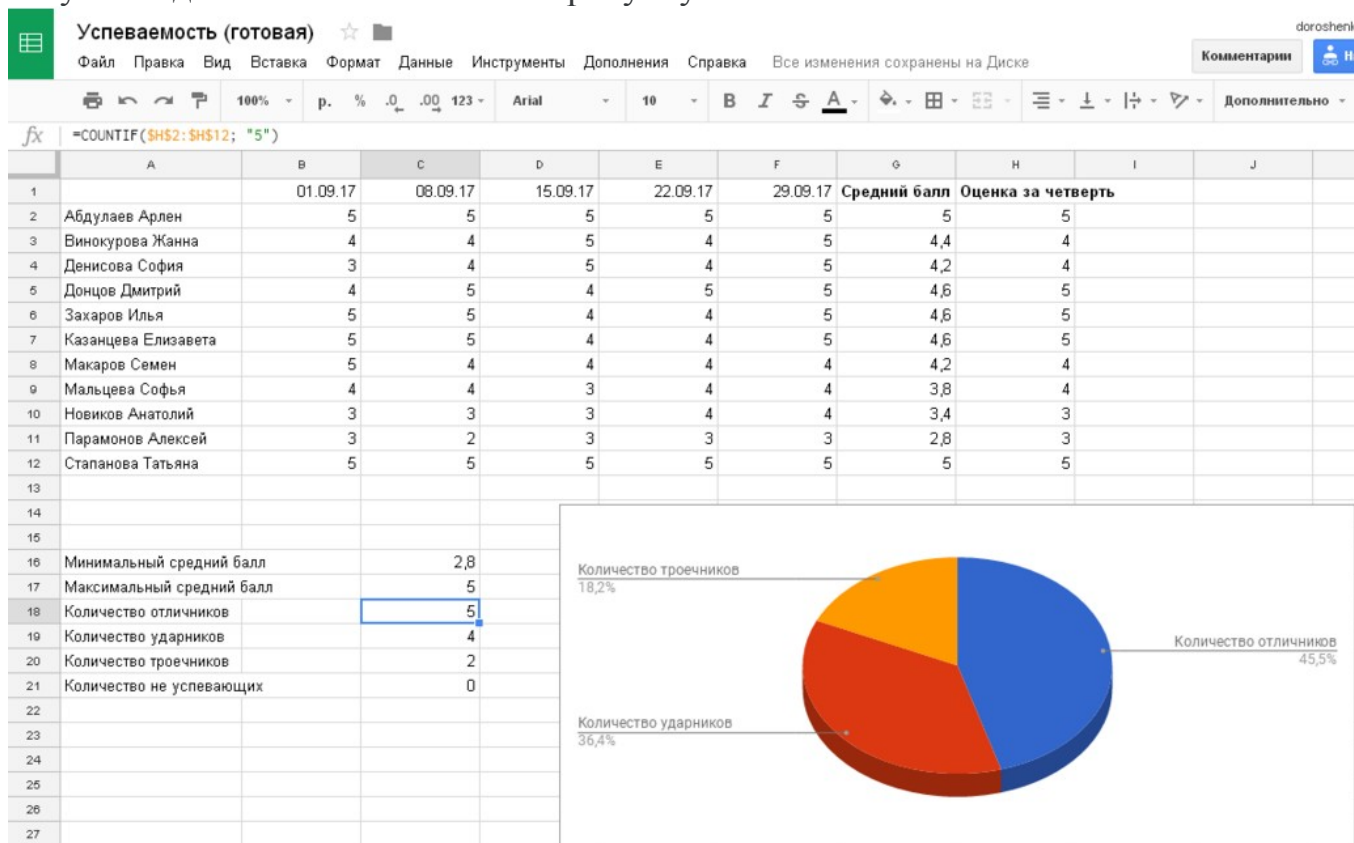 Успеваемость (готовая)
doroshenk
Файл Правка Вид Вставка Формат Данные Инструменты Дополнения Справка Все изменения сохранены на Диске
Комментарии
100% р. % .0 .00 123 Arial 10 B I S A Дополнительно
fx =COUNTIF($H$2:$H$12; "5")
A B C D E F G H I J
1 01.09.17 08.09.17 15.09.17 22.09.17 29.09.17 Средний балл Оценка за четверть
2 Абдулаев Арлен 5 5 5 5 5 5 5
3 Винокурова Жанна 4 4 5 4 5 4,4 4
4 Денисова София 3 4 5 4 5 4,2 4
5 Донцов Дмитрий 4 5 4 5 5 4,6 5
6 Захаров Илья 5 5 4 4 5 4,6 5
7 Казанцева Елизавета 5 5 4 4 5 4,6 5
8 Макаров Семен 5 4 4 4 4 4,2 4
9 Мальцева Софья 4 4 3 4 4 3,8 4
10 Новиков Анатолий 3 3 3 4 4 3,4 3
11 Парамонов Алексей 3 2 3 3 3 2,8 3
12 Стапанова Татьяна 5 5 5 5 5 5 5
13
14
15
16 Минимальный средний балл 2,8
17 Максимальный средний балл 5
18 Количество отличников 5
19 Количество ударников 4
20 Количество троечников 2
21 Количество не успевающих 0
22
23
24
25
26
27
Количество троечников
18,2%
Количество отличников
45,5%
Количество ударников
36,4%